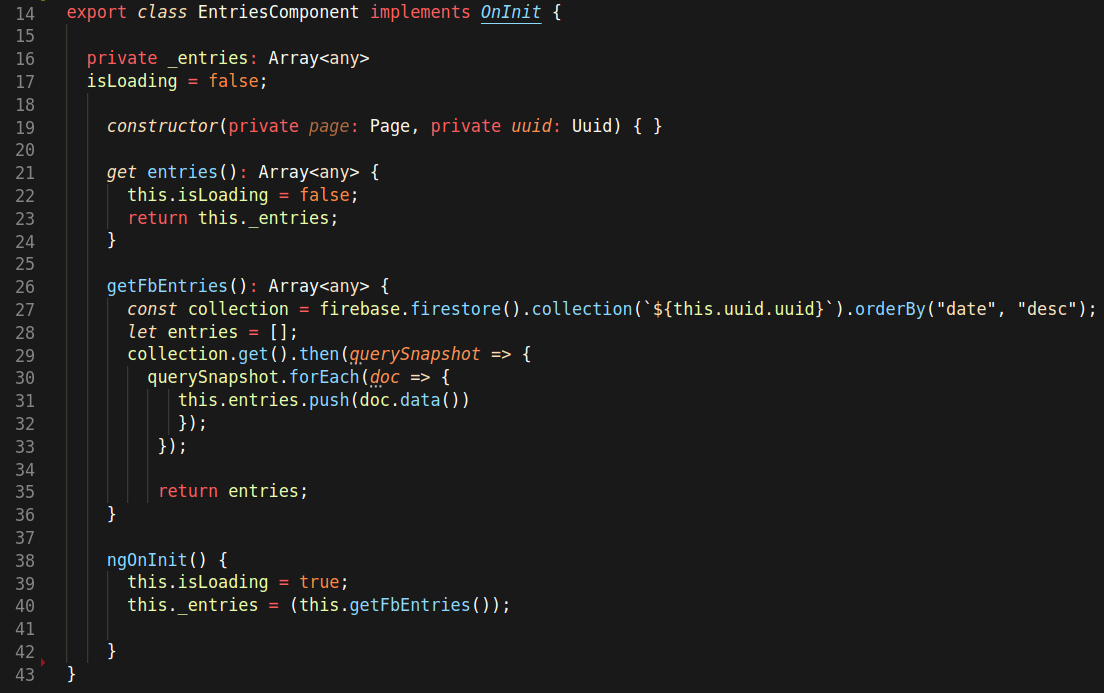 14 export class EntriesComponent implements OnInit {
15
16 private _entries: Array<any>
17 isLoading = false;
18
19 constructor(private page: Page, private uuid: Uuid) { }
20
21 get entries(): Array<any> {
22 this.isLoading = false;
23 return this._entries;
24 }
25
26 getFbEntries(): Array<any> {
27 const collection = firebase.firestore().collection(`${this.uuid.uuid}`).orderBy("date", "desc");
28 let entries = [];
29 collection.get().then(querySnapshot => {
30 querySnapshot.forEach(doc => {
31 this.entries.push(doc.data())
32 });
33 });
34
35 return entries;
36 }
37
38 ngOnInit() {
39 this.isLoading = true;
40 this._entries = (this.getFbEntries());
41
42 }
43 }